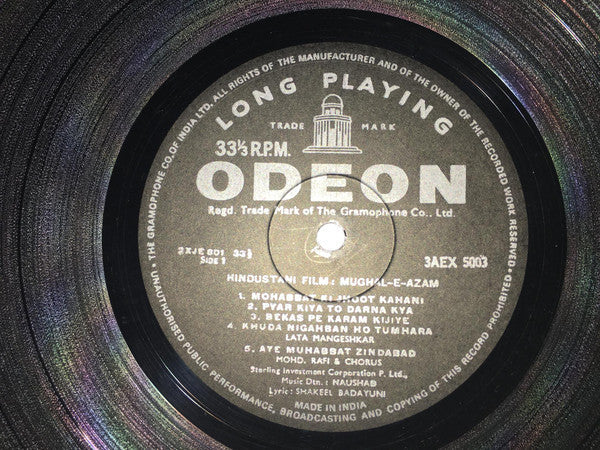 THE GRAMOPHONE CO. OF INDIA LTD. ALL RIGHTS OF THE MANUFACTURER AND OF THE OWNER OF THE RECORDED WORK RESERVED •
LONG PLAYING
TRADE MARK
33⅓ R.P.M.
ODEON
Regd. Trade Mark of The Gramophone Co., Ltd.
2XJE 801 33⅓
SIDE 1
3AEX 5003
HINDUSTANI FILM: MUGHAL-E-AZAM
1. MOHABBAT KI JHOOT KAHANI
2. PYAR KIYA TO DARNA KYA
3. BEKAS PE KARAM KIJIYE
4. KHUDA NIGAHBAN HO TUMHARA
LATA MANGESHKAR
5. AYE MUHABBAT ZINDABAD
MOHD. RAFI & CHORUS
Sterling Investment Corporation P. Ltd.,
Music Dtn.: NAUSHAD
Lyric: SHAKEEL BADAYUNI
MADE IN INDIA
UNAUTHORISED PUBLIC PERFORMANCE, BROADCASTING AND COPYING OF THIS RECORD PROHIBITED •